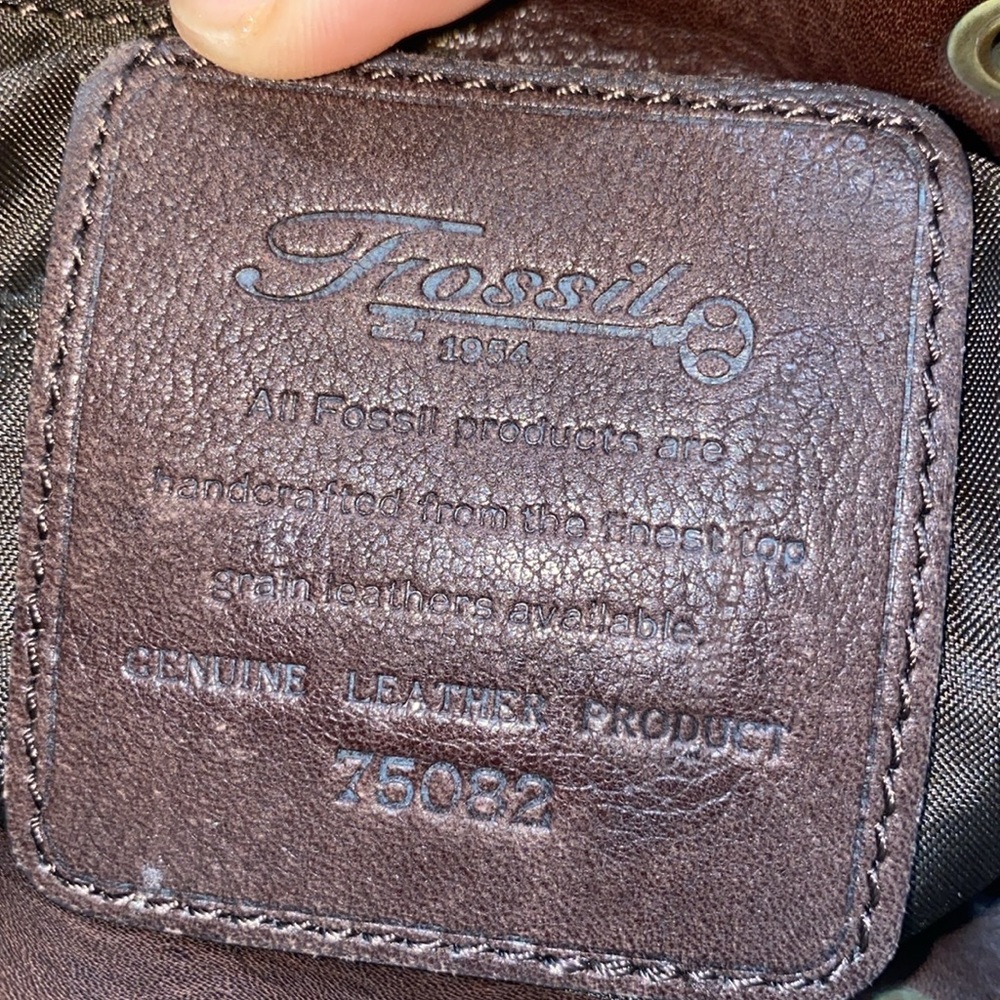 Fossil
1954
All Fossil products are
handcrafted from the finest top
grain leathers available.
GENUINE LEATHER PRODUCT
75082